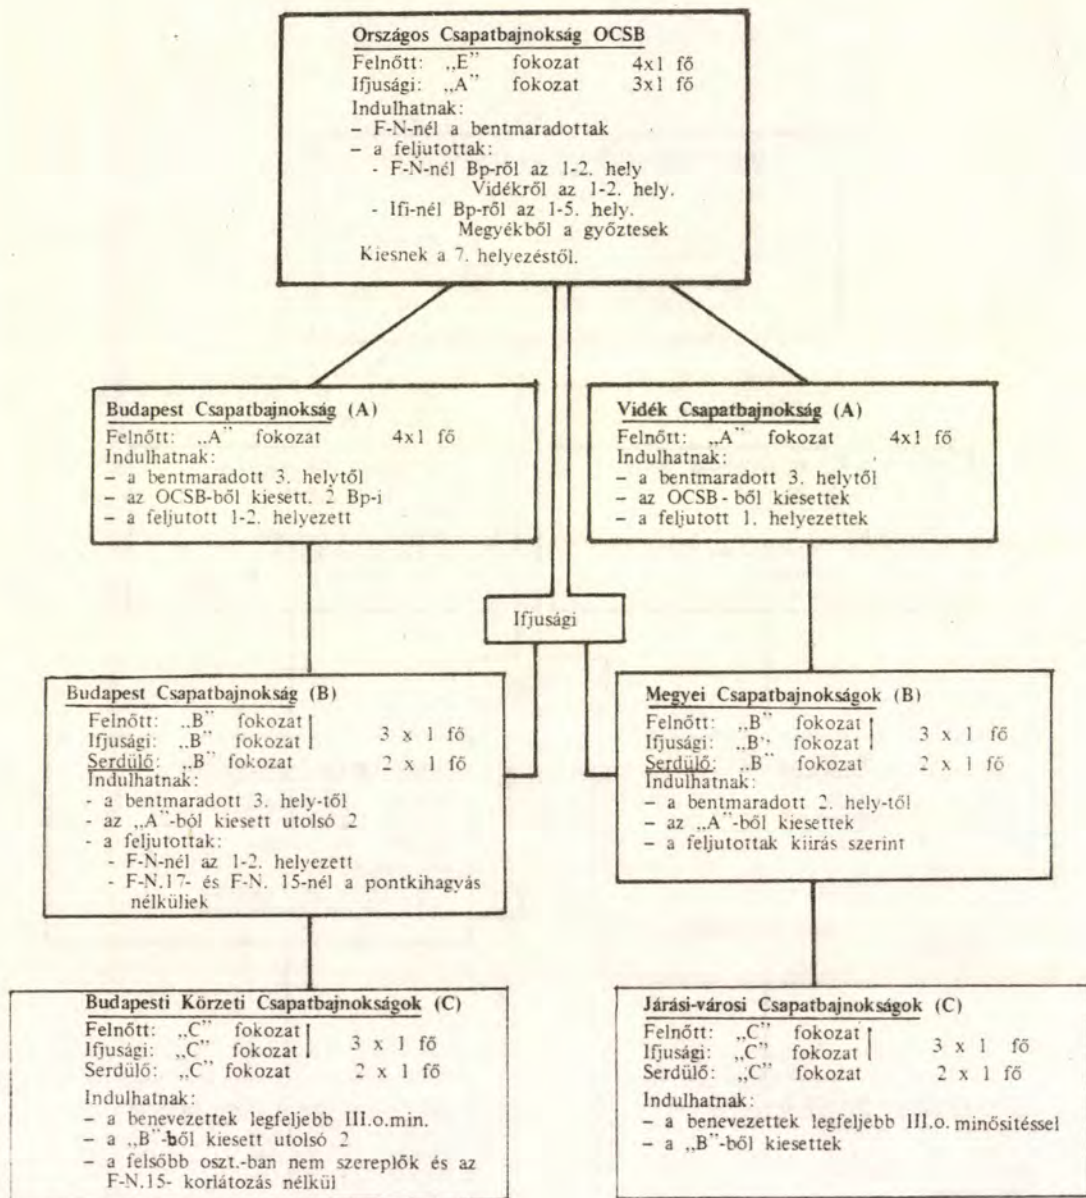 Országos Csapatbajnokság OCSB
Felnőtt: „E” fokozat 4x1 fő
Ifjusági: „A” fokozat 3x1 fő
Indulhatnak:
– F-N-nél a bentmaradottak
– a feljutottak:
- F-N-nél Bp-ről az 1-2. hely
Vidékről az 1-2. hely.
- Ifi-nél Bp-ről az 1-5. hely.
Megyékből a győztesek
Kiesnek a 7. helyezéstől.
Budapest Csapatbajnokság (A)
Felnőtt: „A” fokozat 4x1 fő
Indulhatnak:
– a bentmaradott 3. helytől
– az OCSB-ből kiesett. 2 Bp-i
– a feljutott 1-2. helyezett
Vidék Csapatbajnokság (A)
Felnőtt: „A” fokozat 4x1 fő
Indulhatnak:
– a bentmaradott 3. helytől
– az OCSB - ből kiesettek
– a feljutott 1. helyezettek
Ifjusági
Budapest Csapatbajnokság (B)
Felnőtt: „B” fokozat
Ifjusági: „B” fokozat 3 x 1 fő
Serdülő: „B” fokozat 2 x 1 fő
Indulhatnak:
- a bentmaradott 3. hely-től
- az „A”-ból kiesett utolsó 2
- a feljutottak:
- F-N-nél az 1-2. helyezett
- F-N.17- és F-N. 15-nél a pontkihagyás
nélküliek
Megyei Csapatbajnokságok (B)
Felnőtt: „B” fokozat
Ifjusági: „B” fokozat 3 x 1 fő
Serdülő: „B” fokozat 2 x 1 fő
Indulhatnak:
– a bentmaradott 2. hely-től
– az „A”-ből kiesettek
– a feljutottak kiirás szerint
Budapesti Körzeti Csapatbajnokságok (C)
Felnőtt: „C” fokozat
Ifjusági: „C” fokozat 3 x 1 fő
Serdülő: „C” fokozat 2 x 1 fő
Indulhatnak:
– a benevezettek legfeljebb III.o.min.
– a „B”-ből kiesett utolsó 2
– a felsőbb oszt.-ban nem szereplők és az
F-N.15- korlátozás nélkül
Járási-városi Csapatbajnokságok (C)
Felnőtt: „C” fokozat
Ifjusági: „C” fokozat 3 x 1 fő
Serdülő: „C” fokozat 2 x 1 fő
Indulhatnak:
– a benevezettek legfeljebb III.o. minősitéssel
– a „B”-ből kiesettek